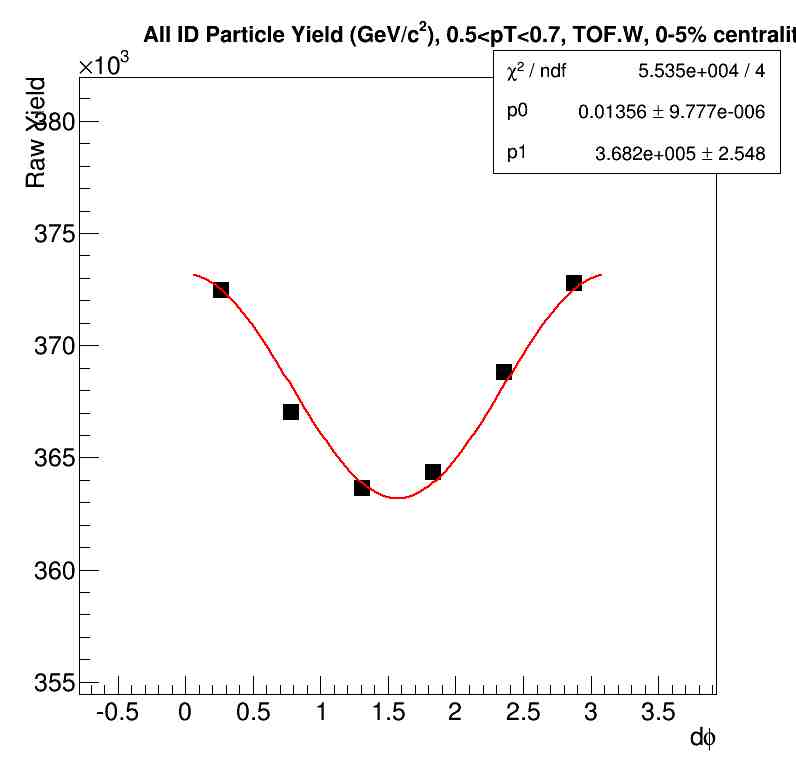 All ID Particle Yield (GeV/c²), 0.5<pT<0.7, TOF.W, 0-5% centralit
×10³
χ² / ndf 5.535e+004 / 4
p0 0.01356 ± 9.777e-006
p1 3.682e+005 ± 2.548
Raw Yield
380
375
370
365
360
355
-0.5 0 0.5 1 1.5 2 2.5 3 3.5
dϕ